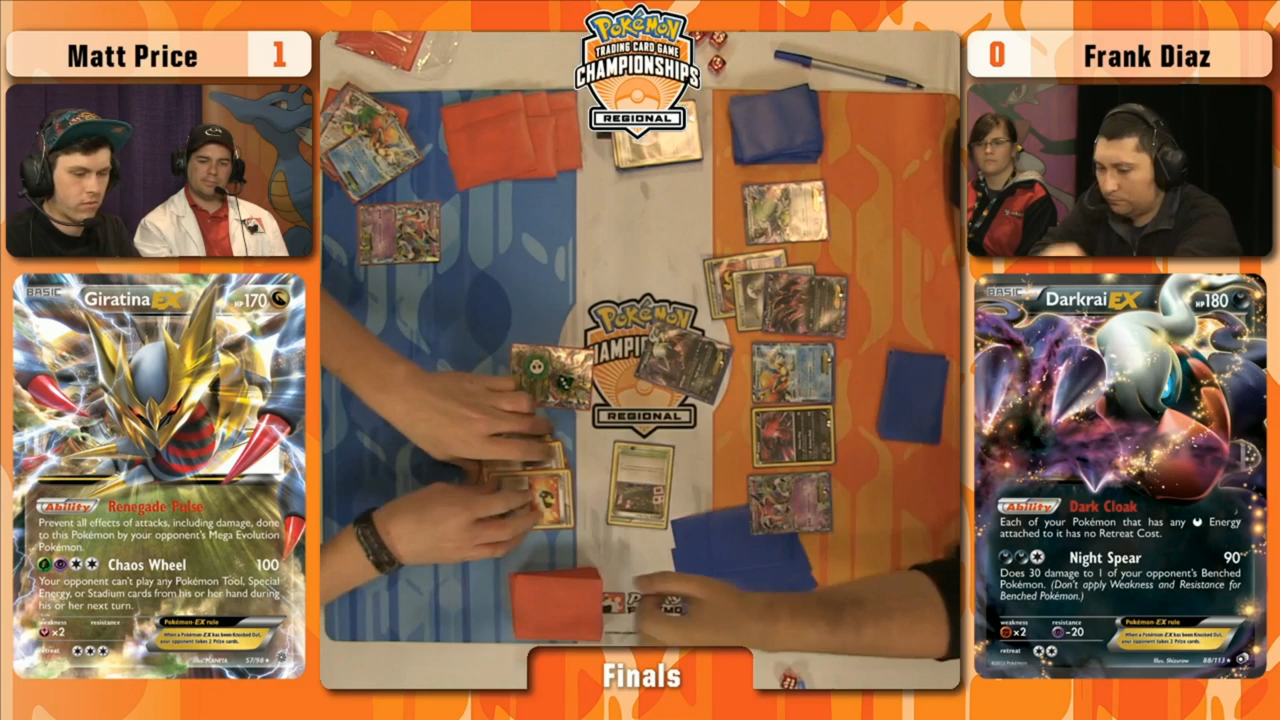 Matt Price
1
Pokémon
TRADING CARD GAME
CHAMPIONSHIPS
REGIONAL
0
Frank Diaz
BASIC
Giratina EX
HP170
Ability
Renegade Pulse
Prevent all effects of attacks, including damage, done
to this Pokémon by your opponent's Mega Evolution
Pokémon.
Chaos Wheel 100
Your opponent can't play any Pokémon Tool, Special
Energy, or Stadium cards from his or her hand during
his or her next turn.
weakness
resistance
×2
Pokémon-EX rule
When a Pokémon-EX has been Knocked Out,
your opponent takes 2 Prize cards.
retreat
57/98
Pokémon
REGIONAL
BASIC
Darkrai EX
HP180
Ability
Dark Cloak
Each of your Pokémon that has any Energy
attached to it has no Retreat Cost.
Night Spear 90
Does 30 damage to 1 of your opponent's Benched
Pokémon. (Don't apply Weakness and Resistance for
Benched Pokémon.)
weakness
resistance
×2
-20
Pokémon-EX rule
When a Pokémon-EX has been Knocked Out,
your opponent takes 2 Prize cards.
retreat
88/113
Finals